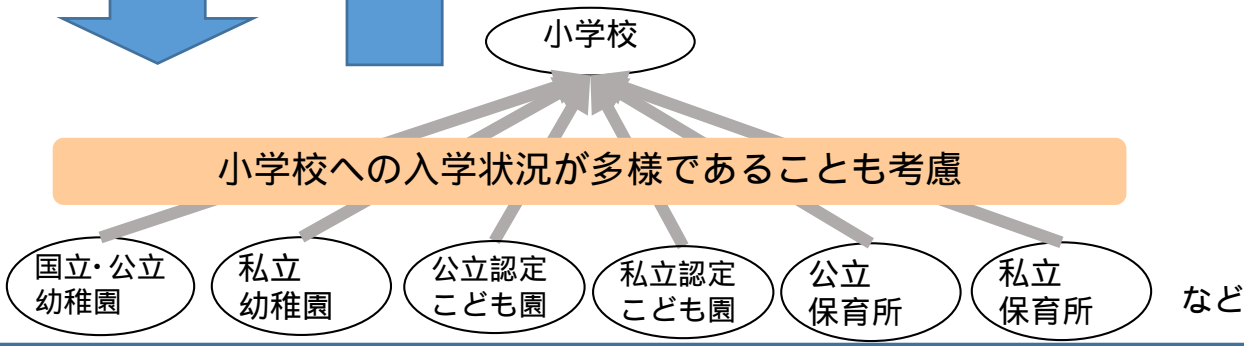 小学校
小学校への入学状況が多様であることも考慮
国立・公立
幼稚園
私立
幼稚園
公立認定
こども園
私立認定
こども園
公立
保育所
私立
保育所
など